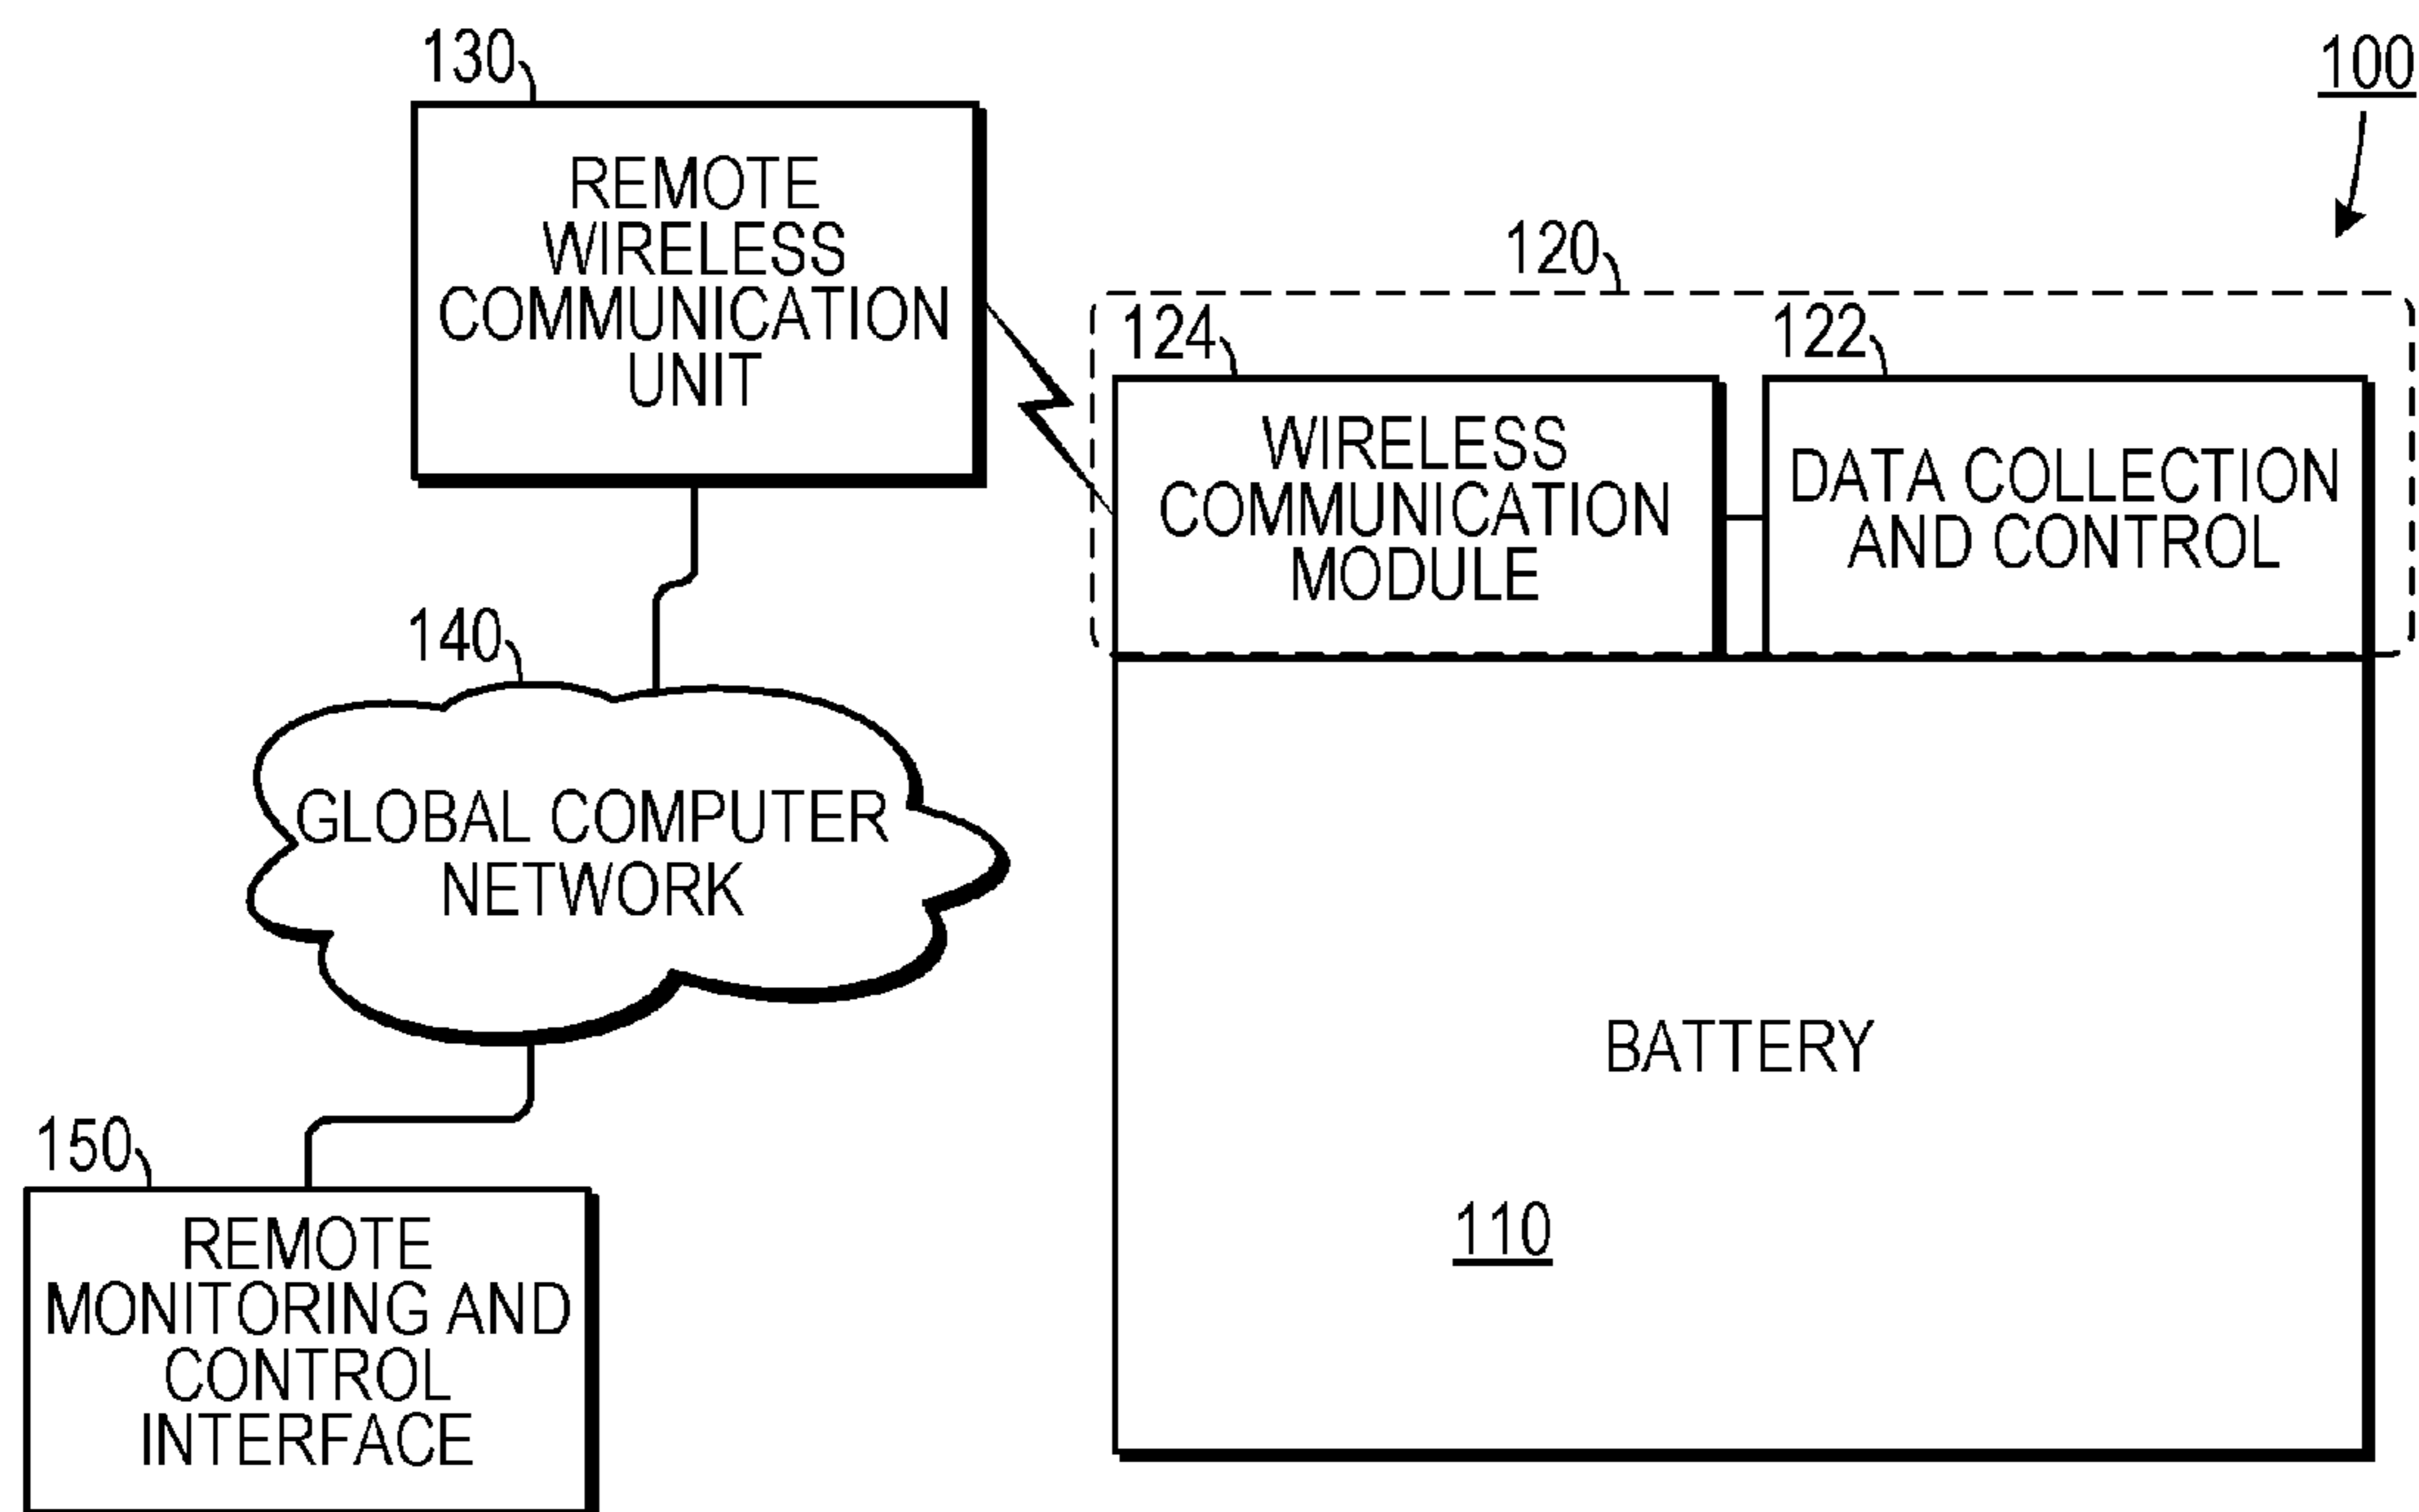 130
REMOTE
WIRELESS
COMMUNICATION
UNIT
100
120
124
WIRELESS
COMMUNICATION
MODULE
122
DATA COLLECTION
AND CONTROL
140
GLOBAL COMPUTER
NETWORK
BATTERY
110
150
REMOTE
MONITORING AND
CONTROL
INTERFACE